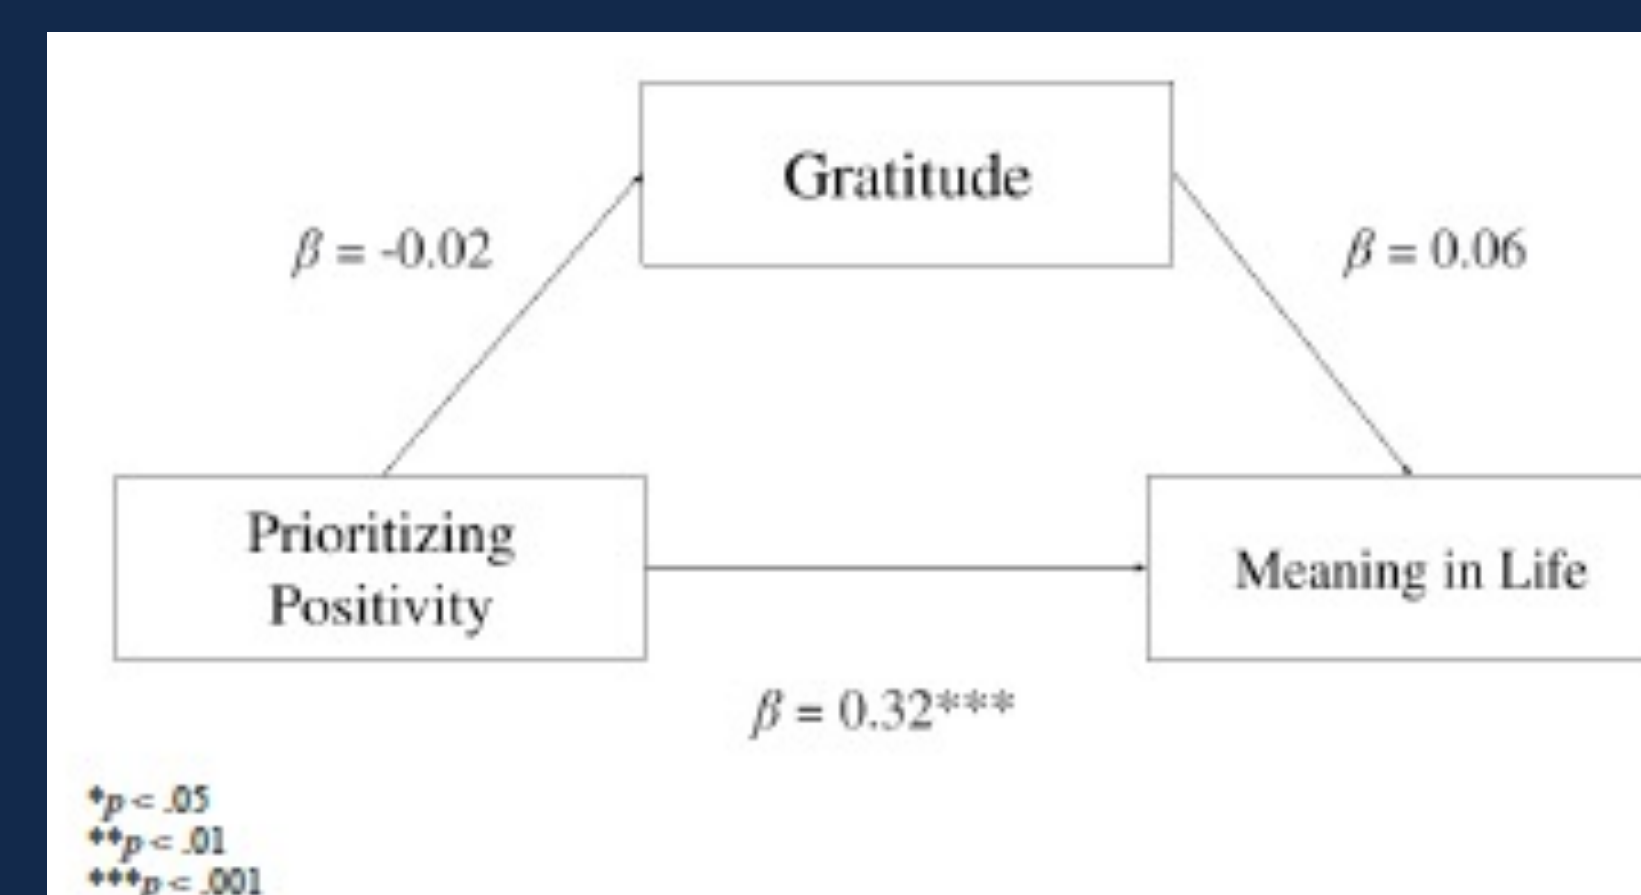 Gratitude
β = -0.02
β = 0.06
Prioritizing
Positivity
Meaning in Life
β = 0.32***
*p < .05
**p < .01
***p < .001